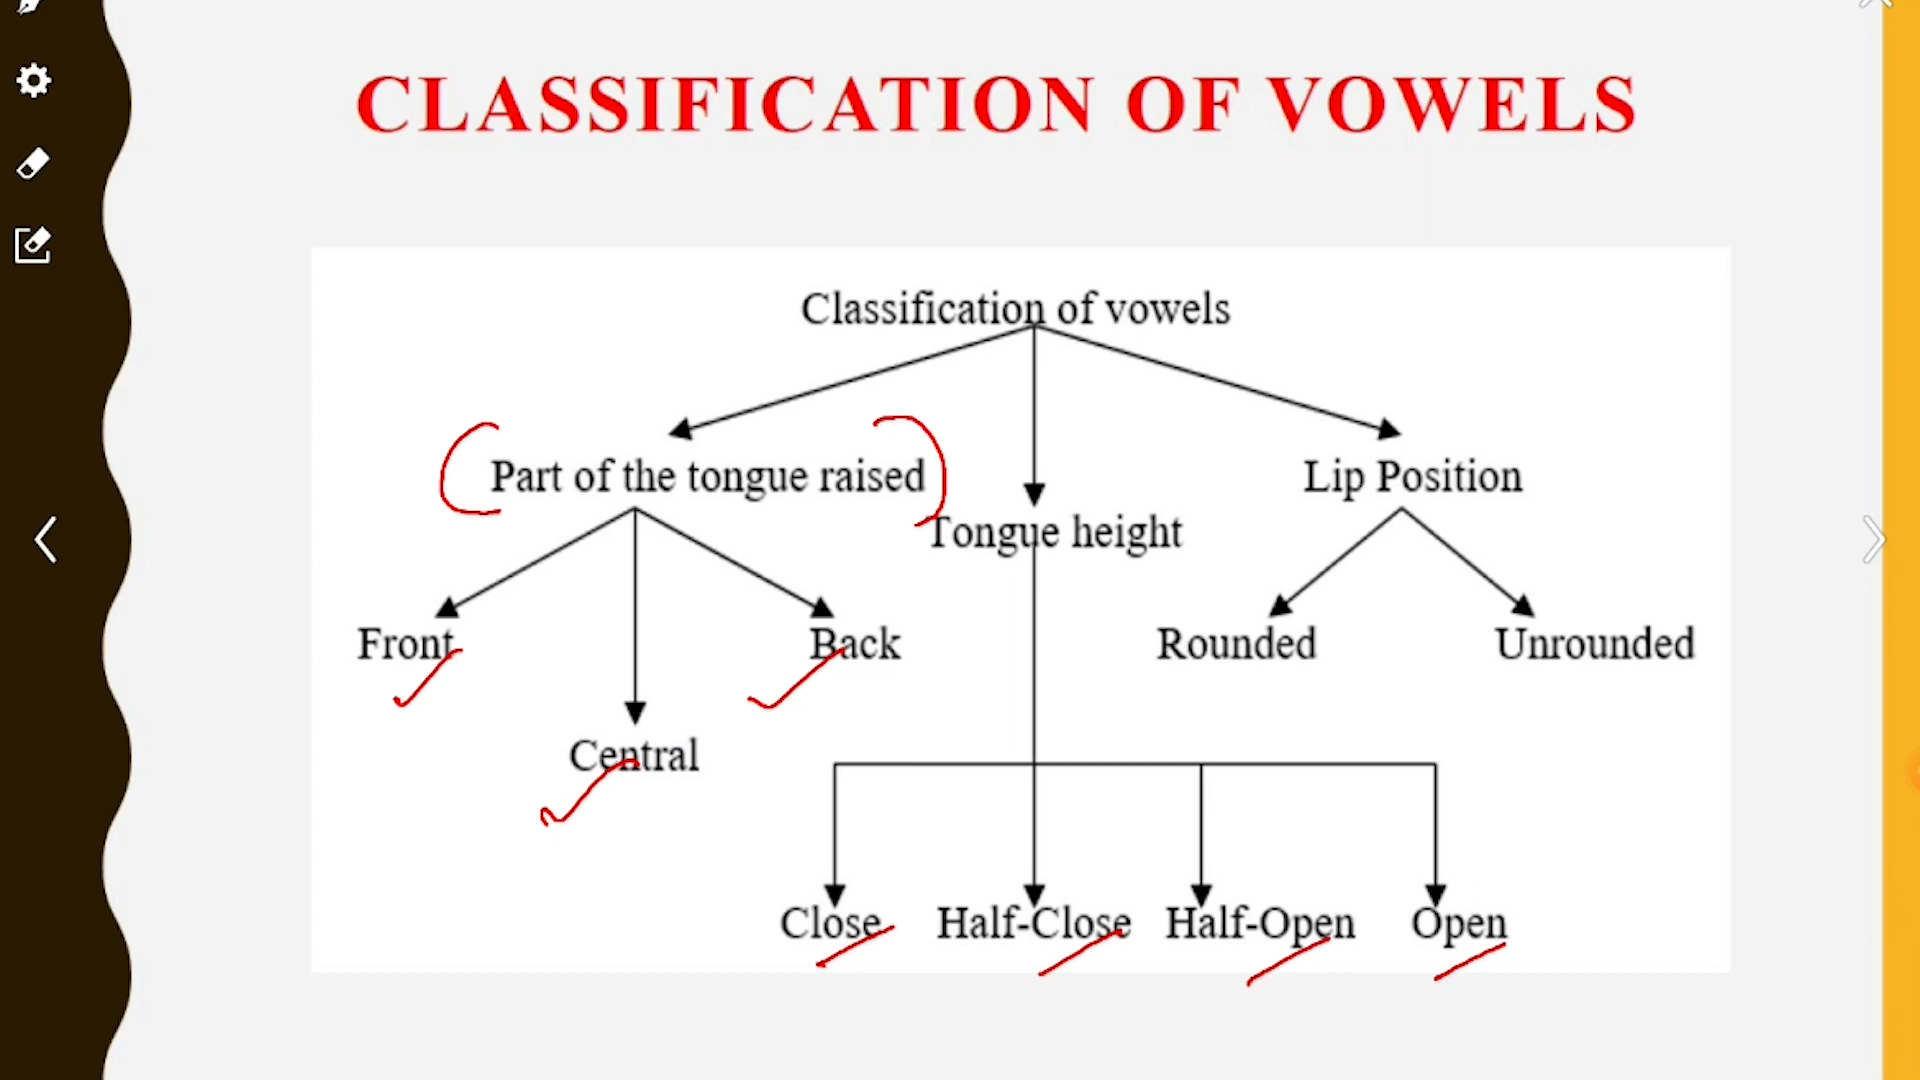 CLASSIFICATION OF VOWELS
Classification of vowels
Part of the tongue raised
Tongue height
Lip Position
Front
Central
Back
Rounded
Unrounded
Close
Half-Close
Half-Open
Open